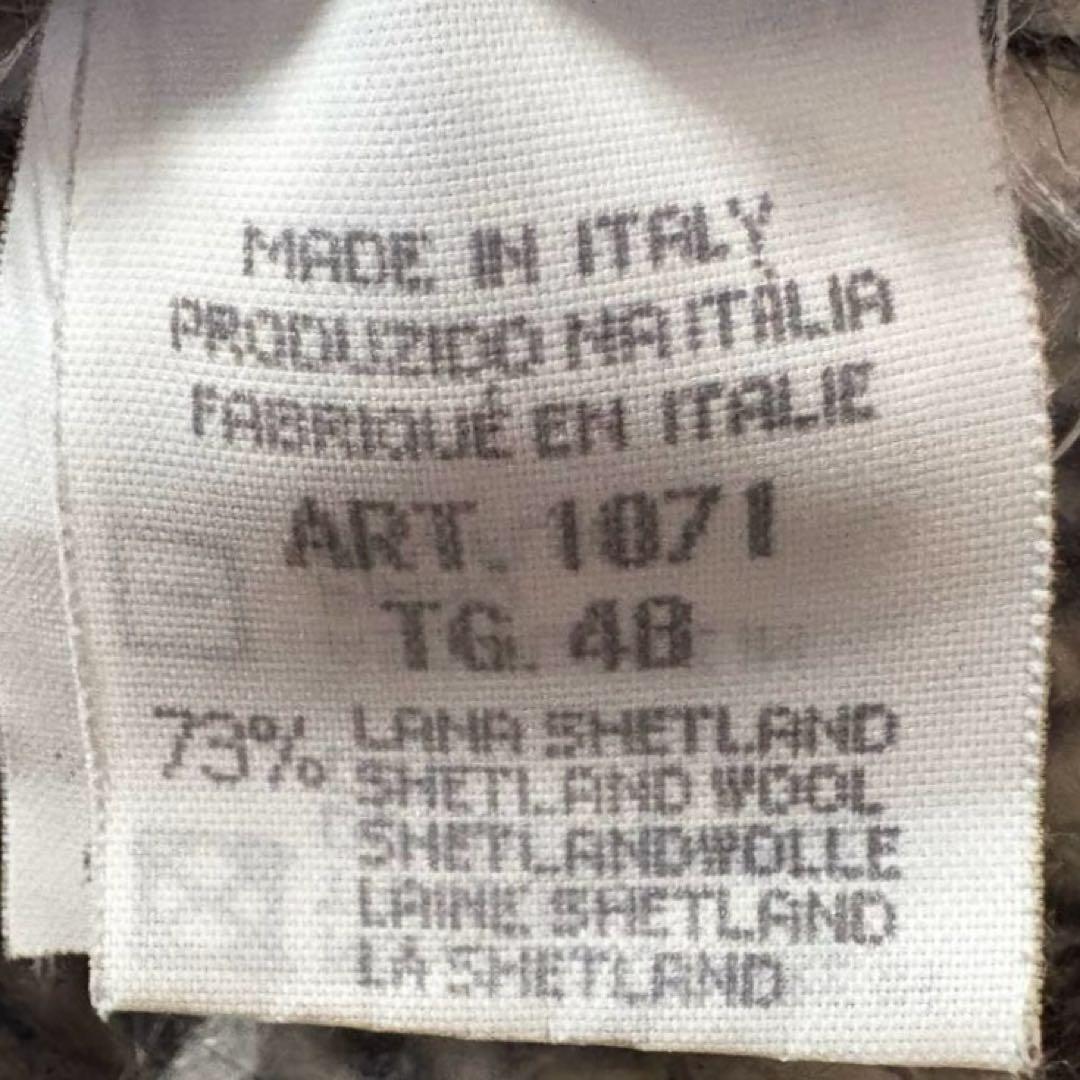 MADE IN ITALY
PRODUZIDO NA ITÀLIA
FABRIQUÉ EN ITALIE
ART. 1071
TG. 48
73% LANA SHETLAND
SHETLAND WOOL
SHETLANDWOLLE
LAINE SHETLAND
LÃ SHETLAND